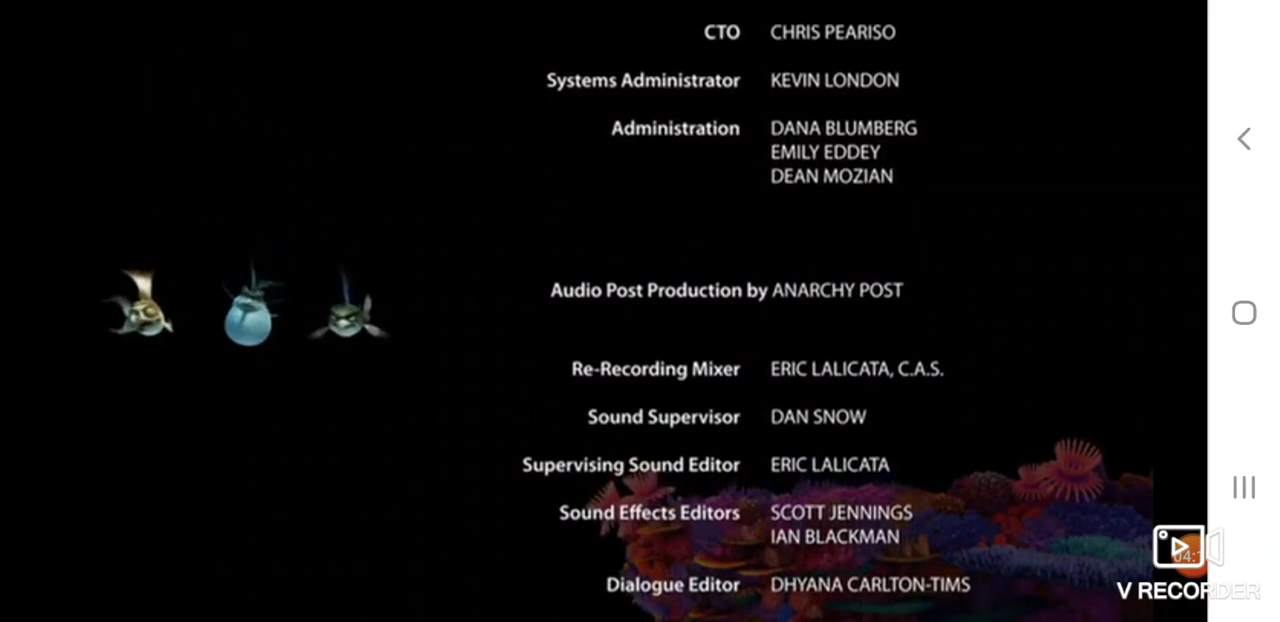 CTO CHRIS PEARISO
Systems Administrator KEVIN LONDON
Administration DANA BLUMBERG
EMILY EDDEY
DEAN MOZIAN
Audio Post Production by ANARCHY POST
Re-Recording Mixer ERIC LALICATA, C.A.S.
Sound Supervisor DAN SNOW
Supervising Sound Editor ERIC LALICATA
Sound Effects Editors SCOTT JENNINGS
IAN BLACKMAN
Dialogue Editor DHYANA CARLTON-TIMS
V RECORDER